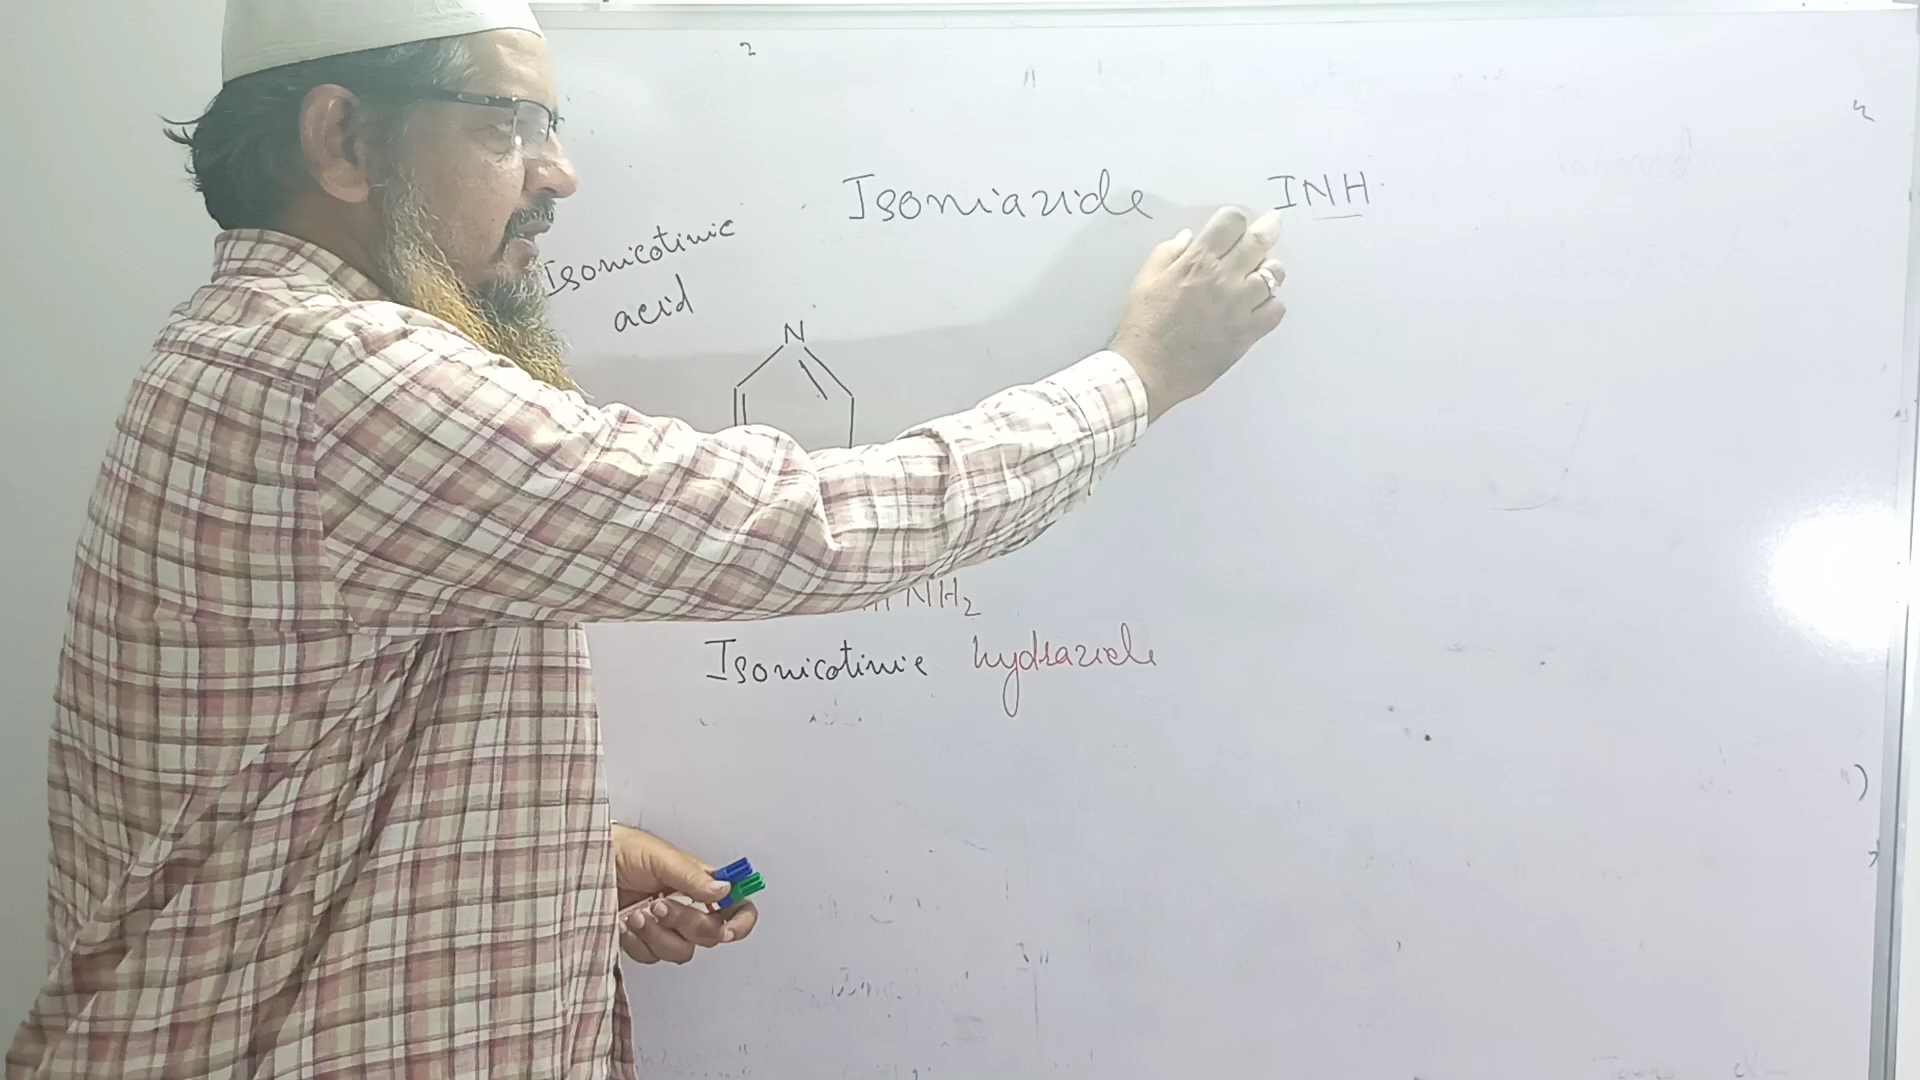 Isoniazide INH
Isonicotinic
acid
N
NH2
Isonicotinic hydrazide